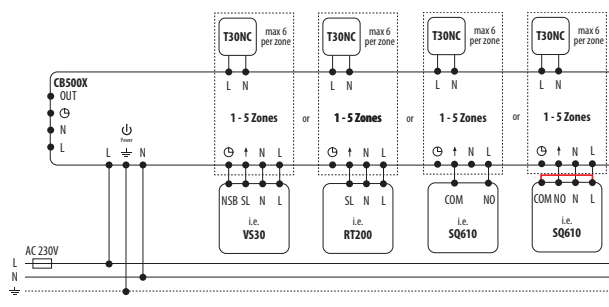 T30NC max 6 per zone T30NC max 6 per zone T30NC max 6 per zone T30NC max 6 per zone
L N L N L N L N
CB500X
OUT
N
L
Power
L N
1 - 5 Zones or 1 - 5 Zones or 1 - 5 Zones or 1 - 5 Zones
N L N L N L N L
NSB SL N L SL N L COM NO COM NO N L
i.e. i.e. i.e. i.e.
VS30 RT200 SQ610 SQ610
AC 230V
L
N